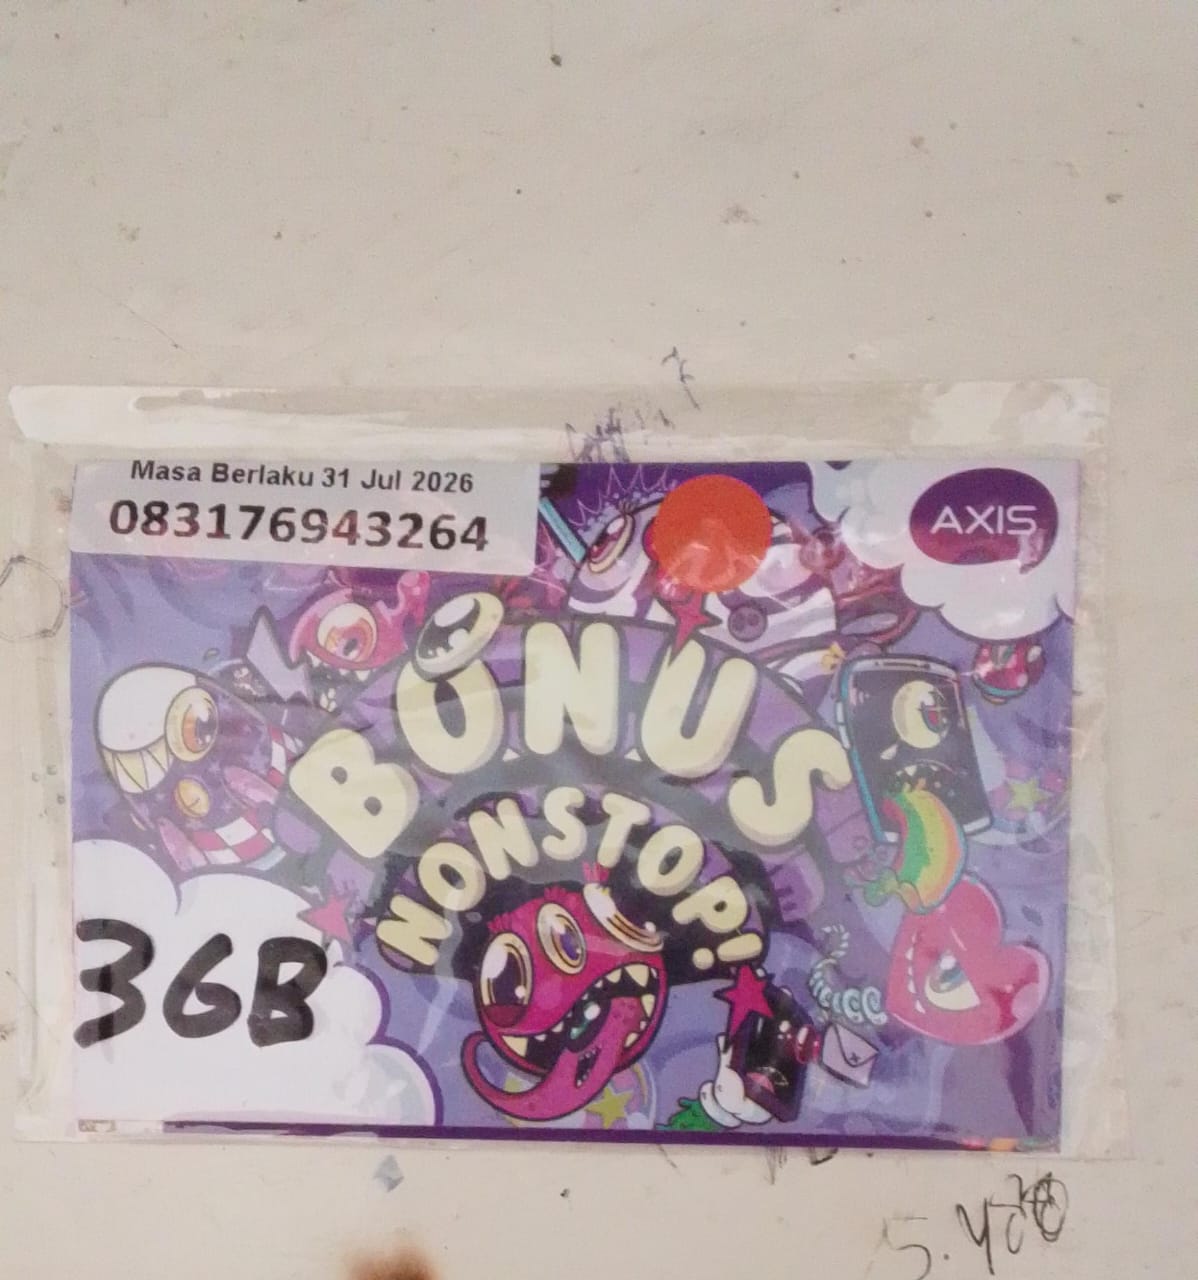 Masa Berlaku 31 Jul 2026
083176943264
AXIS
BONUS
NONSTOP!
3GB